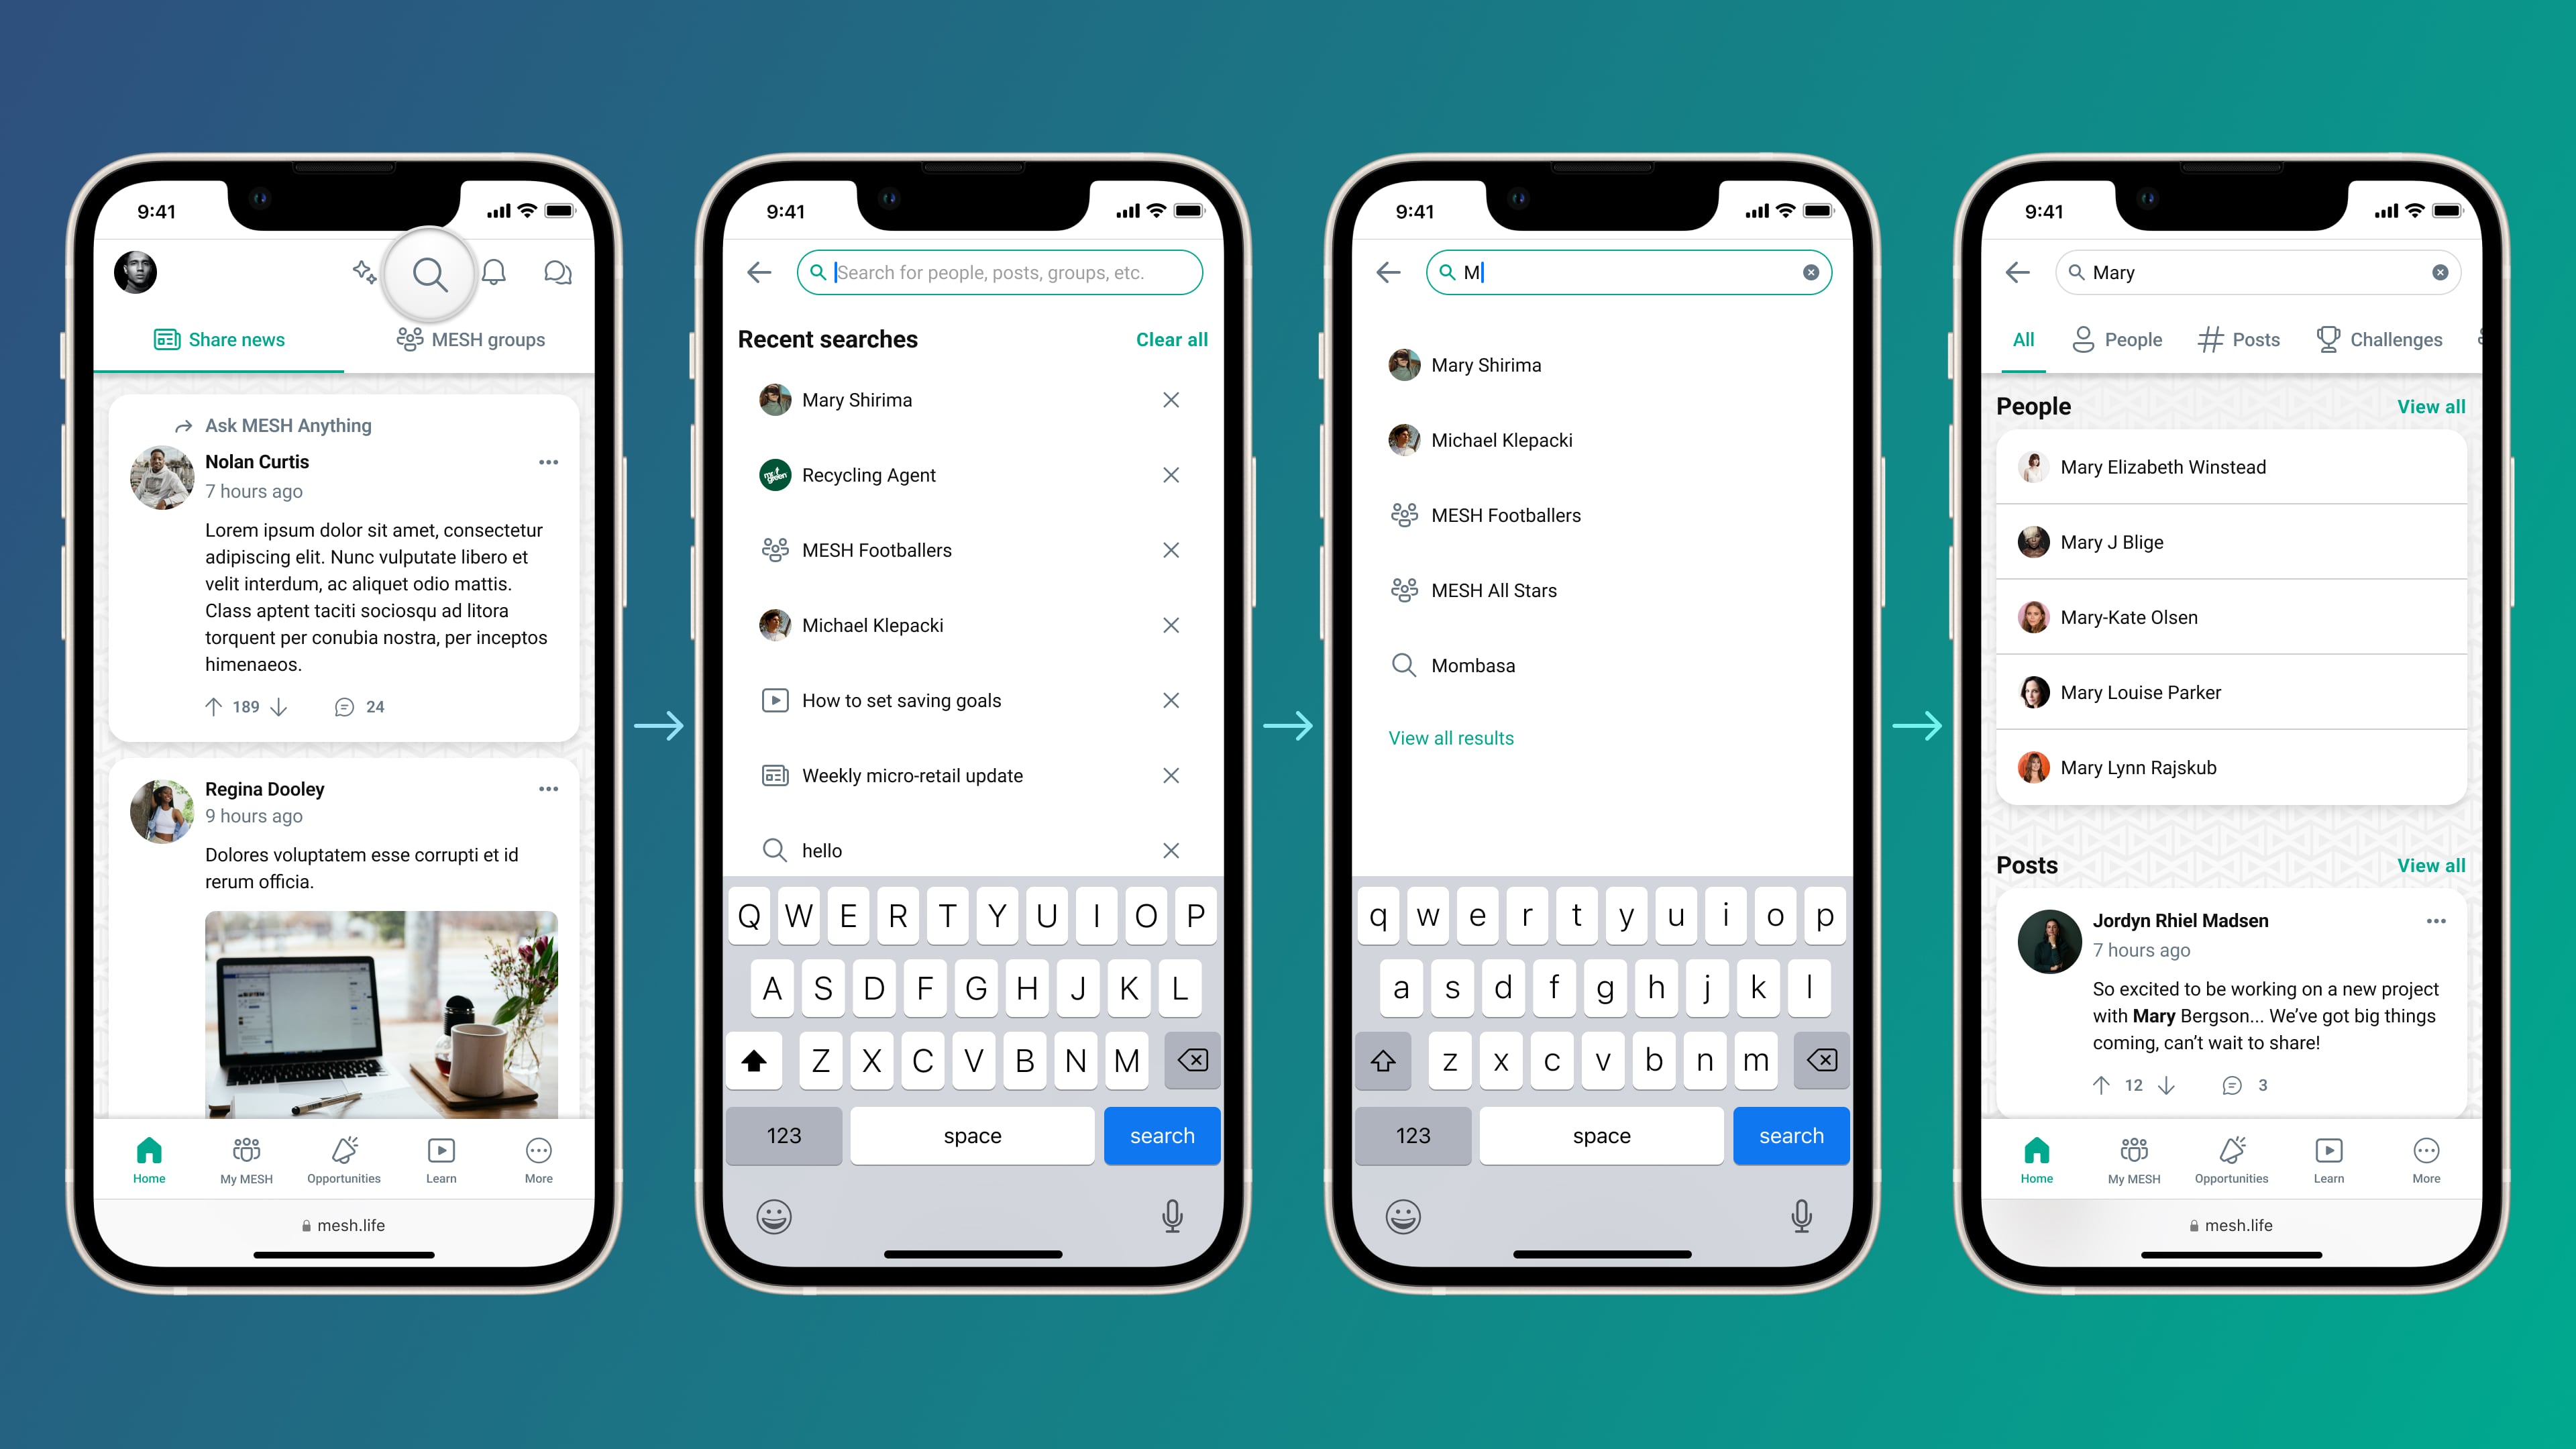 9:41
Share news
MESH groups
Ask MESH Anything
Nolan Curtis
7 hours ago
Lorem ipsum dolor sit amet, consectetur
adipiscing elit. Nunc vulputate libero et
velit interdum, ac aliquet odio mattis.
Class aptent taciti sociosqu ad litora
torquent per conubia nostra, per inceptos
himenaeos.
189
24
Regina Dooley
9 hours ago
Dolores voluptatem esse corrupti et id
rerum officia.
Home
My MESH
Opportunities
Learn
More
mesh.life
9:41
Search for people, posts, groups, etc.
Recent searches
Clear all
Mary Shirima
mr. green
Recycling Agent
MESH Footballers
Michael Klepacki
How to set saving goals
Weekly micro-retail update
hello
Q W E R T Y U I O P
A S D F G H J K L
Z X C V B N M
123
space
search
9:41
M
Mary Shirima
Michael Klepacki
MESH Footballers
MESH All Stars
Mombasa
View all results
q w e r t y u i o p
a s d f g h j k l
z x c v b n m
123
space
search
9:41
Mary
All
People
Posts
Challenges
People
View all
Mary Elizabeth Winstead
Mary J Blige
Mary-Kate Olsen
Mary Louise Parker
Mary Lynn Rajskub
Posts
View all
Jordyn Rhiel Madsen
7 hours ago
So excited to be working on a new project
with Mary Bergson... We’ve got big things
coming, can’t wait to share!
12
3
Home
My MESH
Opportunities
Learn
More
mesh.life